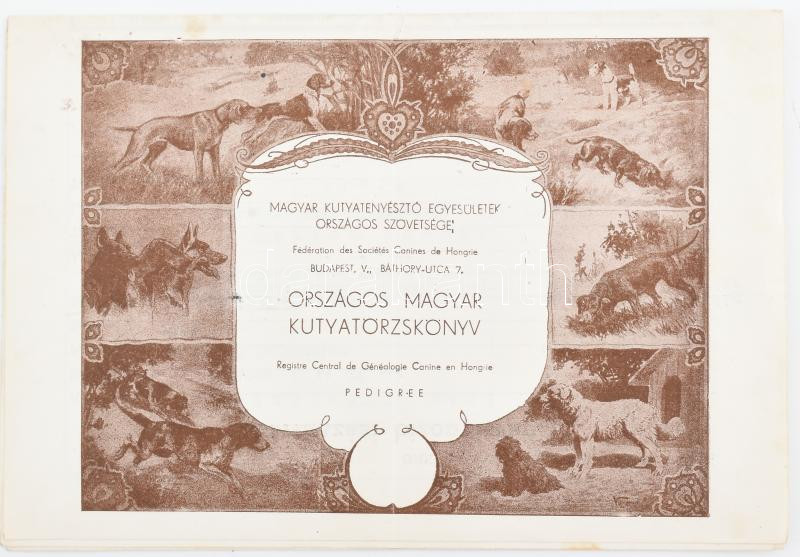 MAGYAR KUTYATENYÉSZTŐ EGYESÜLETEK
ORSZÁGOS SZÖVETSÉGE
Fédération des Sociétés Canines de Hongrie
BUDAPEST, V., BÁTHORY-UTCA 7.
ORSZÁGOS MAGYAR
KUTYATÖRZSKÖNYV
Registre Central de Généalogie Canine en Hongrie
PEDIGREE